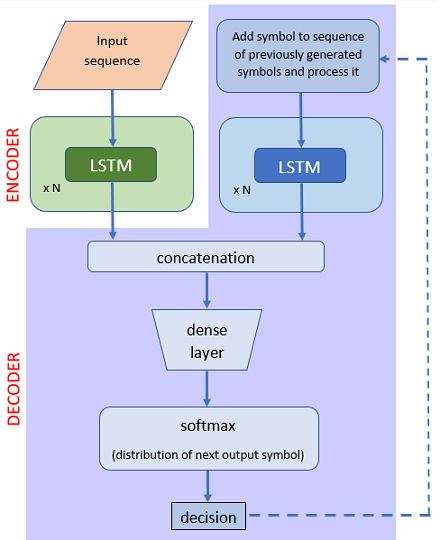 Input
sequence
Add symbol to sequence
of previously generated
symbols and process it
ENCODER
LSTM
x N
LSTM
x N
concatenation
DECODER
dense
layer
softmax
(distribution of next output symbol)
decision